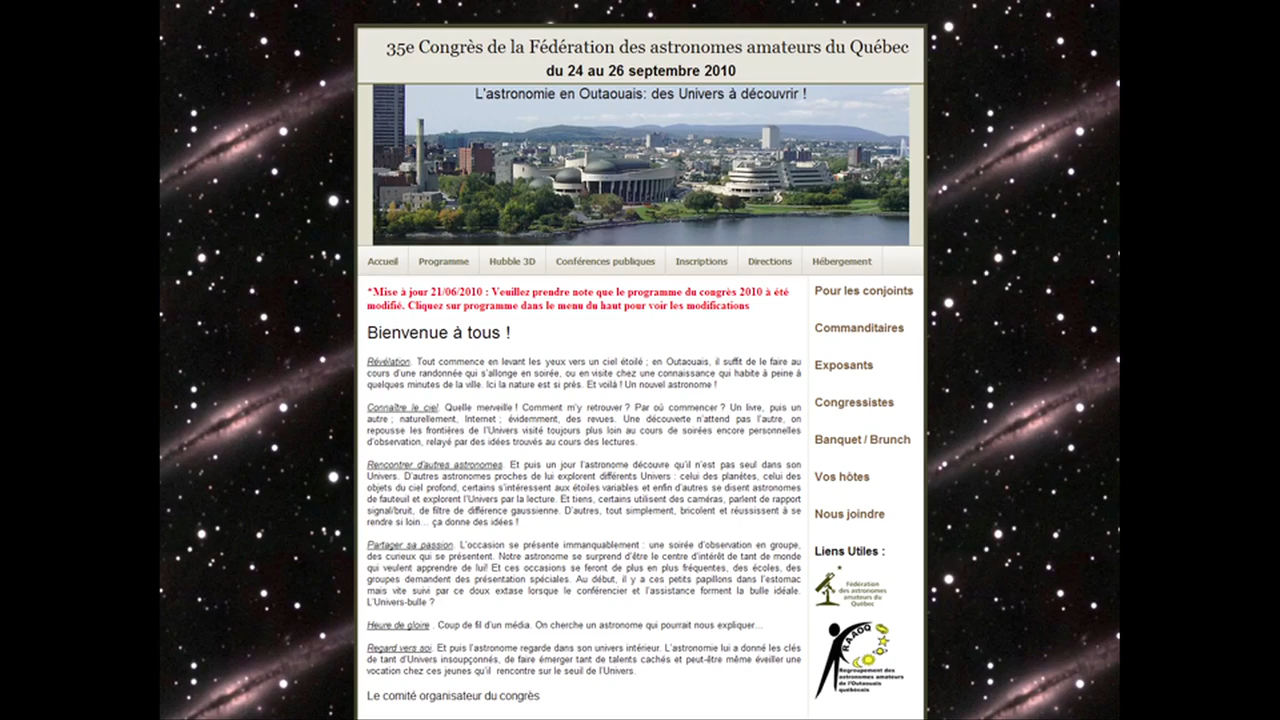 35e Congrès de la Fédération des astronomes amateurs du Québec
du 24 au 26 septembre 2010
L'astronomie en Outaouais: des Univers à découvrir !
Accueil Programme Hubble 3D Conférences publiques Inscriptions Directions Hébergement
*Mise à jour 21/06/2010 : Veuillez prendre note que le programme du congrès 2010 à été
modifié. Cliquez sur programme dans le menu du haut pour voir les modifications
Bienvenue à tous !
Révélation. Tout commence en levant les yeux vers un ciel étoilé ; en Outaouais, il suffit de le faire au
cours d'une randonnée qui s'allonge en soirée, ou en visite chez une connaissance qui habite à peine à
quelques minutes de la ville. Ici la nature est si près. Et voilà ! Un nouvel astronome !
Connaître le ciel. Quelle merveille ! Comment m'y retrouver ? Par où commencer ? Un livre, puis un
autre ; naturellement, Internet ; évidemment, des revues. Une découverte n'attend pas l'autre, on
repousse les frontières de l'Univers visité toujours plus loin au cours de soirées encore personnelles
d'observation, relayé par des idées trouvés au cours des lectures.
Rencontrer d'autres astronomes. Et puis un jour l'astronome découvre qu'il n'est pas seul dans son
Univers. D'autres astronomes proches de lui explorent différents Univers : celui des planètes, celui des
objets du ciel profond, certains s'intéressent aux étoiles variables et enfin d'autres se disent astronomes
de fauteuil et explorent l'Univers par la lecture. Et tiens, certains utilisent des caméras, parlent de rapport
signal/bruit, de filtre de différence gaussienne. D'autres, tout simplement, bricolent et réussissent à se
rendre si loin... ça donne des idées !
Partager sa passion. L'occasion se présente immanquablement : une soirée d'observation en groupe,
des curieux qui se présentent. Notre astronome se surprend d'être le centre d'intérêt de tant de monde
qui veulent apprendre de lui! Et ces occasions se feront de plus en plus fréquentes, des écoles, des
groupes demandent des présentation spéciales. Au début, il y a ces petits papillons dans l'estomac
mais vite suivi par ce doux extase lorsque le conférencier et l'assistance forment la bulle idéale.
L'Univers-bulle ?
Heure de gloire . Coup de fil d'un média. On cherche un astronome qui pourrait nous expliquer...
Regard vers soi. Et puis l'astronome regarde dans son univers intérieur. L'astronomie lui a donné les clés
de tant d'Univers insoupçonnés, de faire émerger tant de talents cachés et peut-être même éveiller une
vocation chez ces jeunes qu'il rencontre sur le seuil de l'Univers.
Le comité organisateur du congrès
Pour les conjoints
Commanditaires
Exposants
Congressistes
Banquet / Brunch
Vos hôtes
Nous joindre
Liens Utiles :
Fédération
des astronomes
amateurs du
Québec
RAAOQ
Regroupement des
astronomes amateurs
de l'Outaouais
québécois